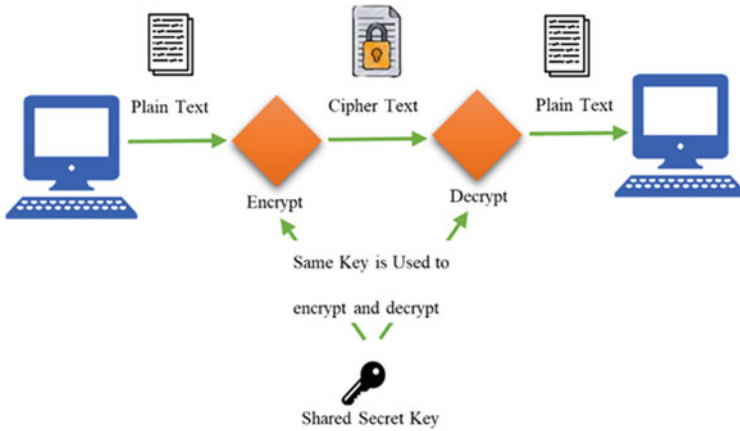 Plain Text
Cipher Text
Plain Text
Encrypt
Decrypt
Same Key is Used to
encrypt and decrypt
Shared Secret Key